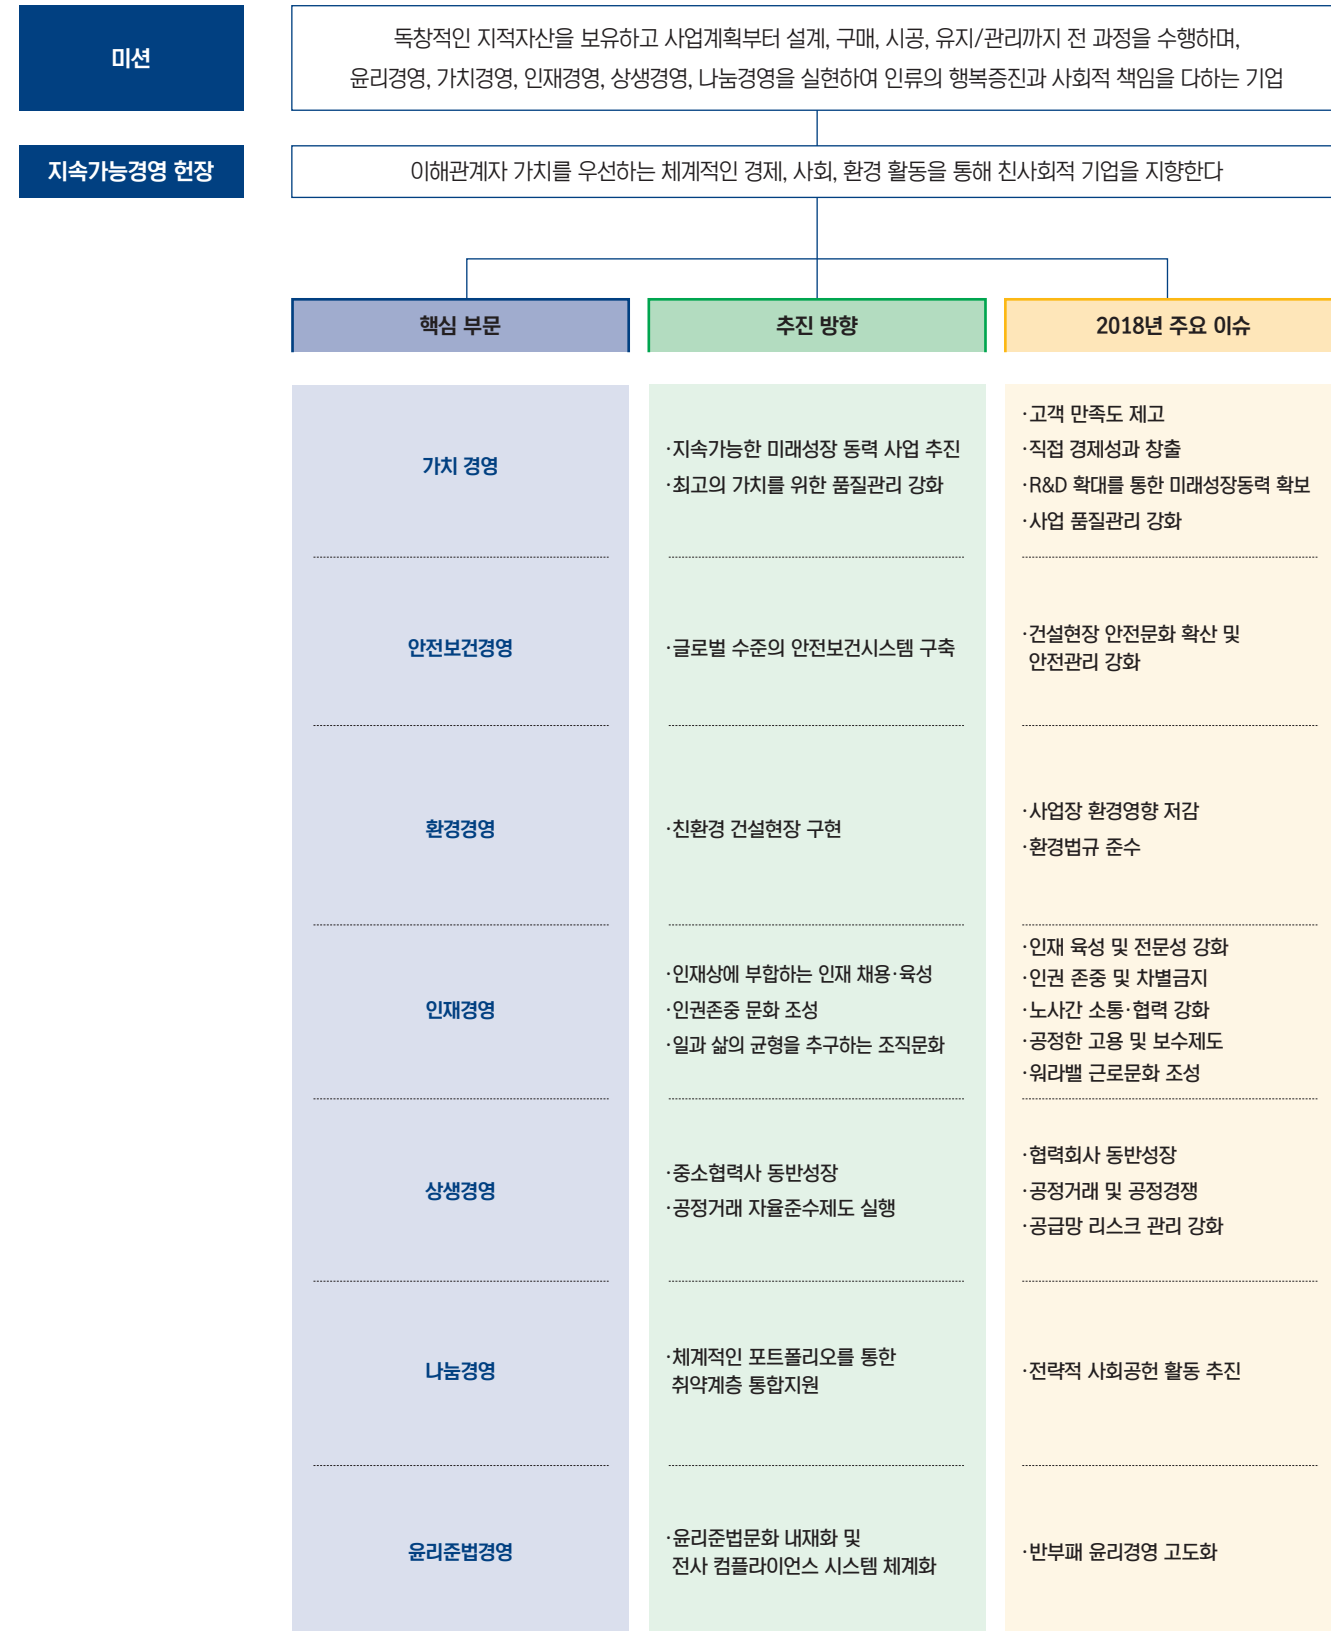 미션
독창적인 지적자산을 보유하고 사업계획부터 설계, 구매, 시공, 유지/관리까지 전 과정을 수행하며,
윤리경영, 가치경영, 인재경영, 상생경영, 나눔경영을 실현하여 인류의 행복증진과 사회적 책임을 다하는 기업
지속가능경영 헌장
이해관계자 가치를 우선하는 체계적인 경제, 사회, 환경 활동을 통해 친사회적 기업을 지향한다
핵심 부문
추진 방향
2018년 주요 이슈
가치 경영
·지속가능한 미래성장 동력 사업 추진
·최고의 가치를 위한 품질관리 강화
·고객 만족도 제고
·직접 경제성과 창출
·R&D 확대를 통한 미래성장동력 확보
·사업 품질관리 강화
안전보건경영
·글로벌 수준의 안전보건시스템 구축
·건설현장 안전문화 확산 및
안전관리 강화
환경경영
·친환경 건설현장 구현
·사업장 환경영향 저감
·환경법규 준수
인재경영
·인재상에 부합하는 인재 채용·육성
·인권존중 문화 조성
·일과 삶의 균형을 추구하는 조직문화
·인재 육성 및 전문성 강화
·인권 존중 및 차별금지
·노사간 소통·협력 강화
·공정한 고용 및 보수제도
·워라밸 근로문화 조성
상생경영
·중소협력사 동반성장
·공정거래 자율준수제도 실행
·협력회사 동반성장
·공정거래 및 공정경쟁
·공급망 리스크 관리 강화
나눔경영
·체계적인 포트폴리오를 통한
취약계층 통합지원
·전략적 사회공헌 활동 추진
윤리준법경영
·윤리준법문화 내재화 및
전사 컴플라이언스 시스템 체계화
·반부패 윤리경영 고도화